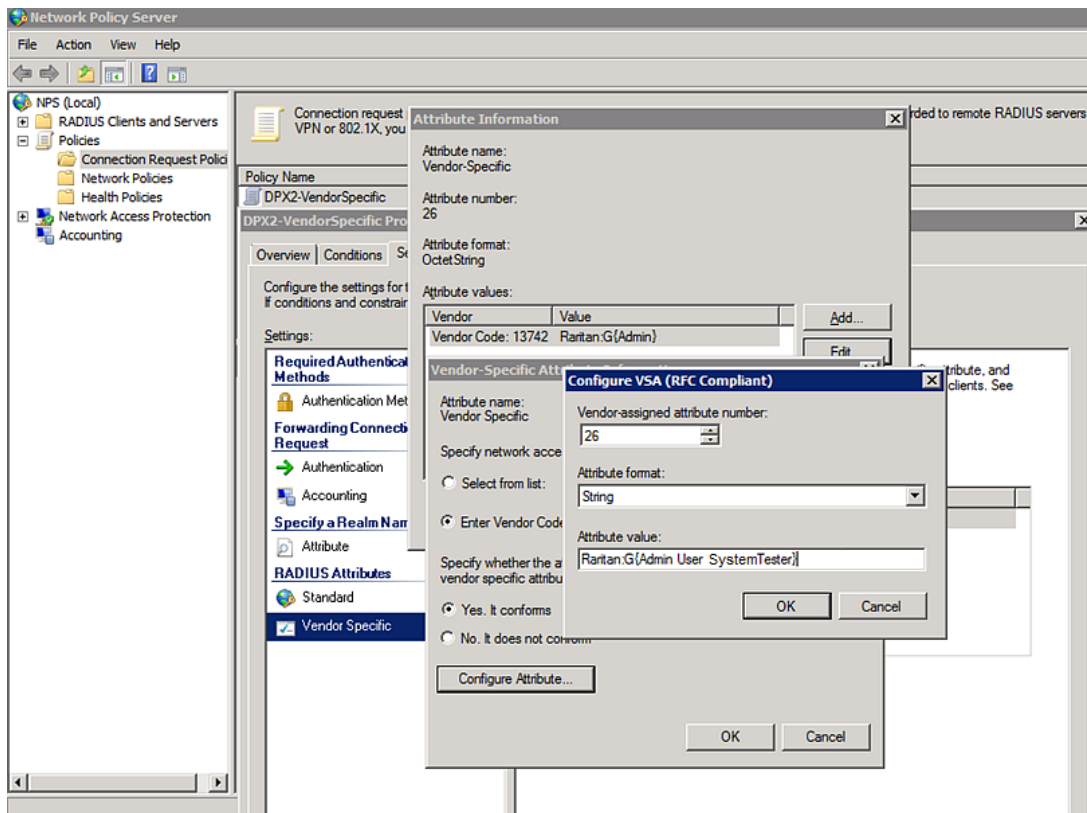 Network Policy Server
File Action View Help
NPS (Local)
RADIUS Clients and Servers
Policies
Connection Request Polici
Network Policies
Health Policies
Network Access Protection
Accounting
Connection request
VPN or 802.1X, you
rded to remote RADIUS servers
Policy Name
DPX2-VendorSpecific
DPX2-VendorSpecific Pro
Overview Conditions Se
Configure the settings for t
If conditions and constrair
Settings:
Required Authenticat
Methods
Authentication Met
Forwarding Connecti
Request
Authentication
Accounting
Specify a Realm Nam
Attribute
RADIUS Attributes
Standard
Vendor Specific
Attribute Information
Attribute name:
Vendor-Specific
Attribute number:
26
Attribute format:
OctetString
Attribute values:
Vendor Value
Vendor Code: 13742 Raritan:G{Admin}
Add...
Edit
ttribute, and
clients. See
Vendor-Specific Att
Attribute name:
Vendor Specific
Specify network acce
Select from list:
Enter Vendor Code
Specify whether the a
vendor specific attribu
Yes. It conforms
No. It does not conform
Configure Attribute...
OK Cancel
Configure VSA (RFC Compliant)
Vendor-assigned attribute number:
26
Attribute format:
String
Attribute value:
Raritan:G{Admin User SystemTester}
OK Cancel